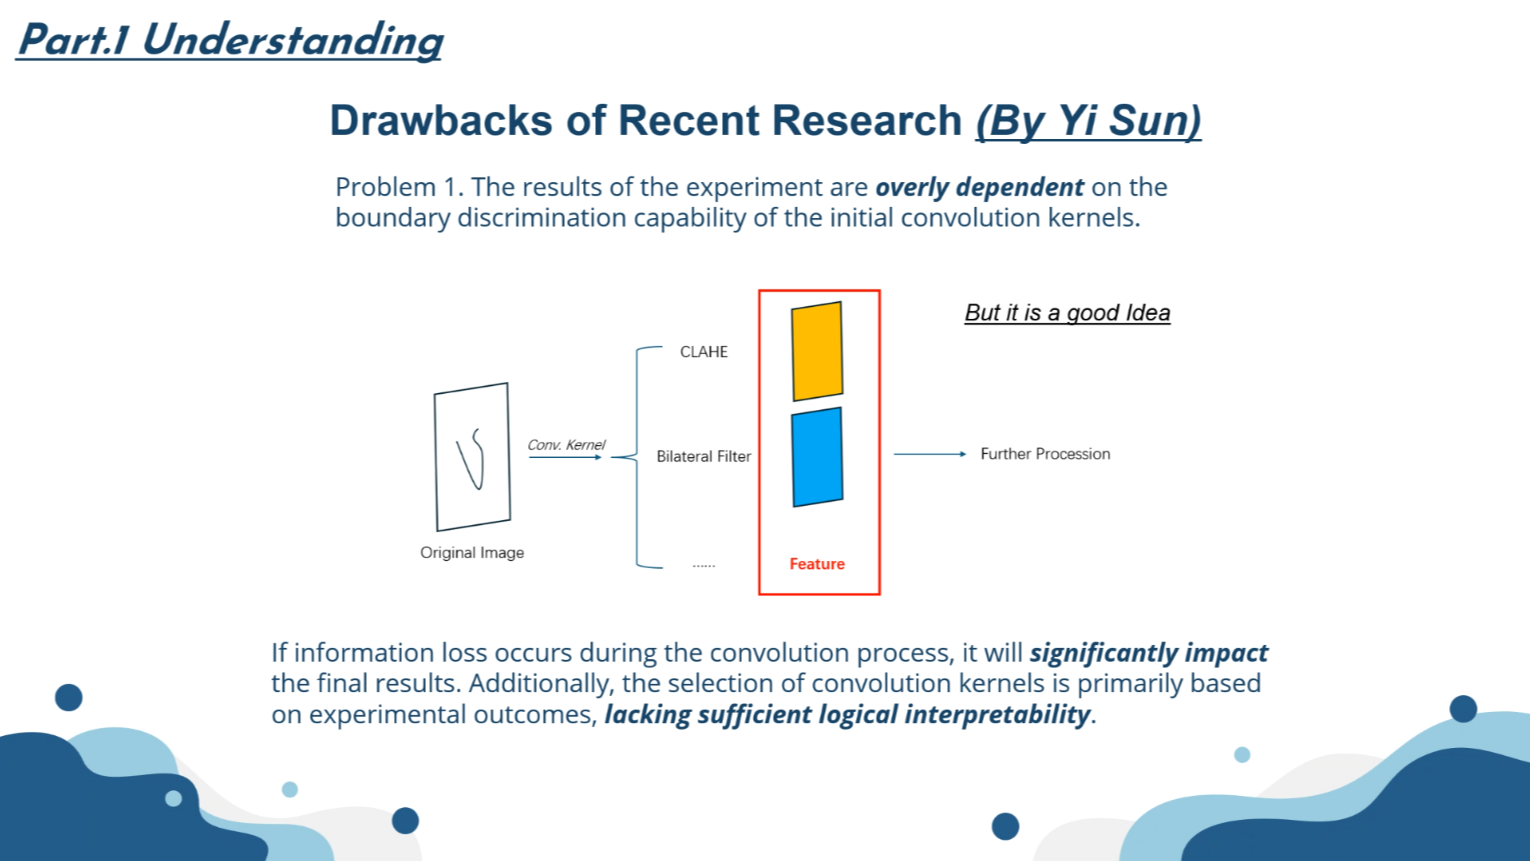 Part.1 Understanding
Drawbacks of Recent Research (By Yi Sun)
Problem 1. The results of the experiment are overly dependent on the
boundary discrimination capability of the initial convolution kernels.
But it is a good Idea
CLAHE
Conv. Kernel
Bilateral Filter
Further Procession
Original Image
......
Feature
If information loss occurs during the convolution process, it will significantly impact
the final results. Additionally, the selection of convolution kernels is primarily based
on experimental outcomes, lacking sufficient logical interpretability.